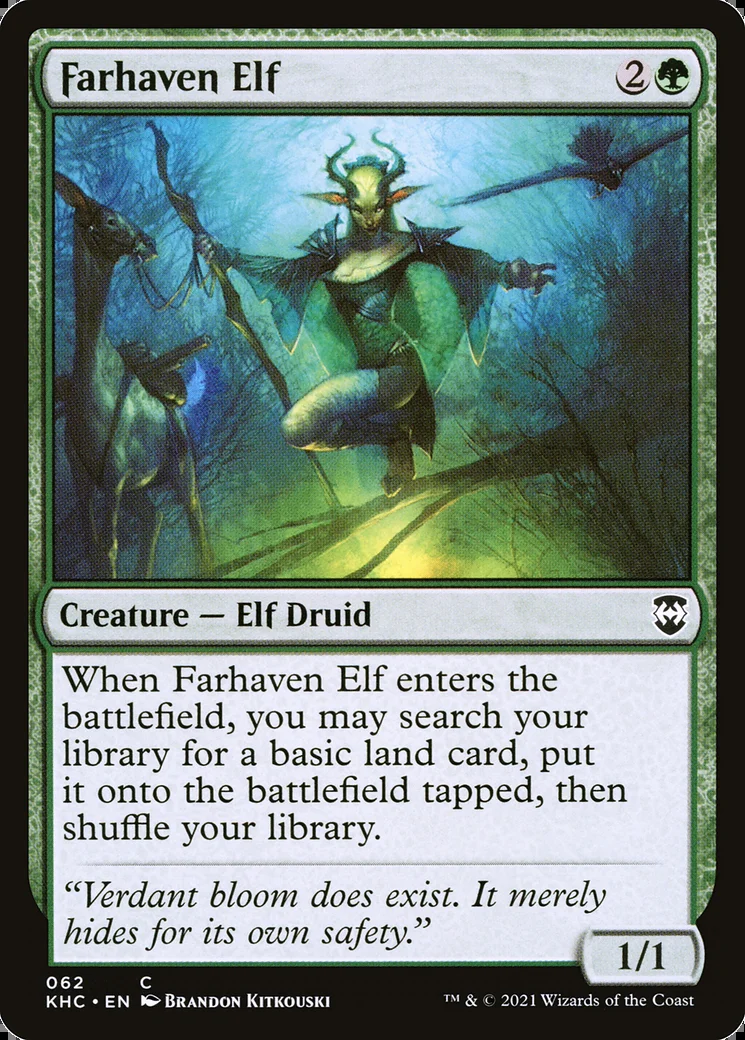 Farhaven Elf 2
Creature — Elf Druid
When Farhaven Elf enters the
battlefield, you may search your
library for a basic land card, put
it onto the battlefield tapped, then
shuffle your library.
“Verdant bloom does exist. It merely
hides for its own safety.”
1/1
062 C
KHC • EN Brandon Kitkouski ™ & © 2021 Wizards of the Coast